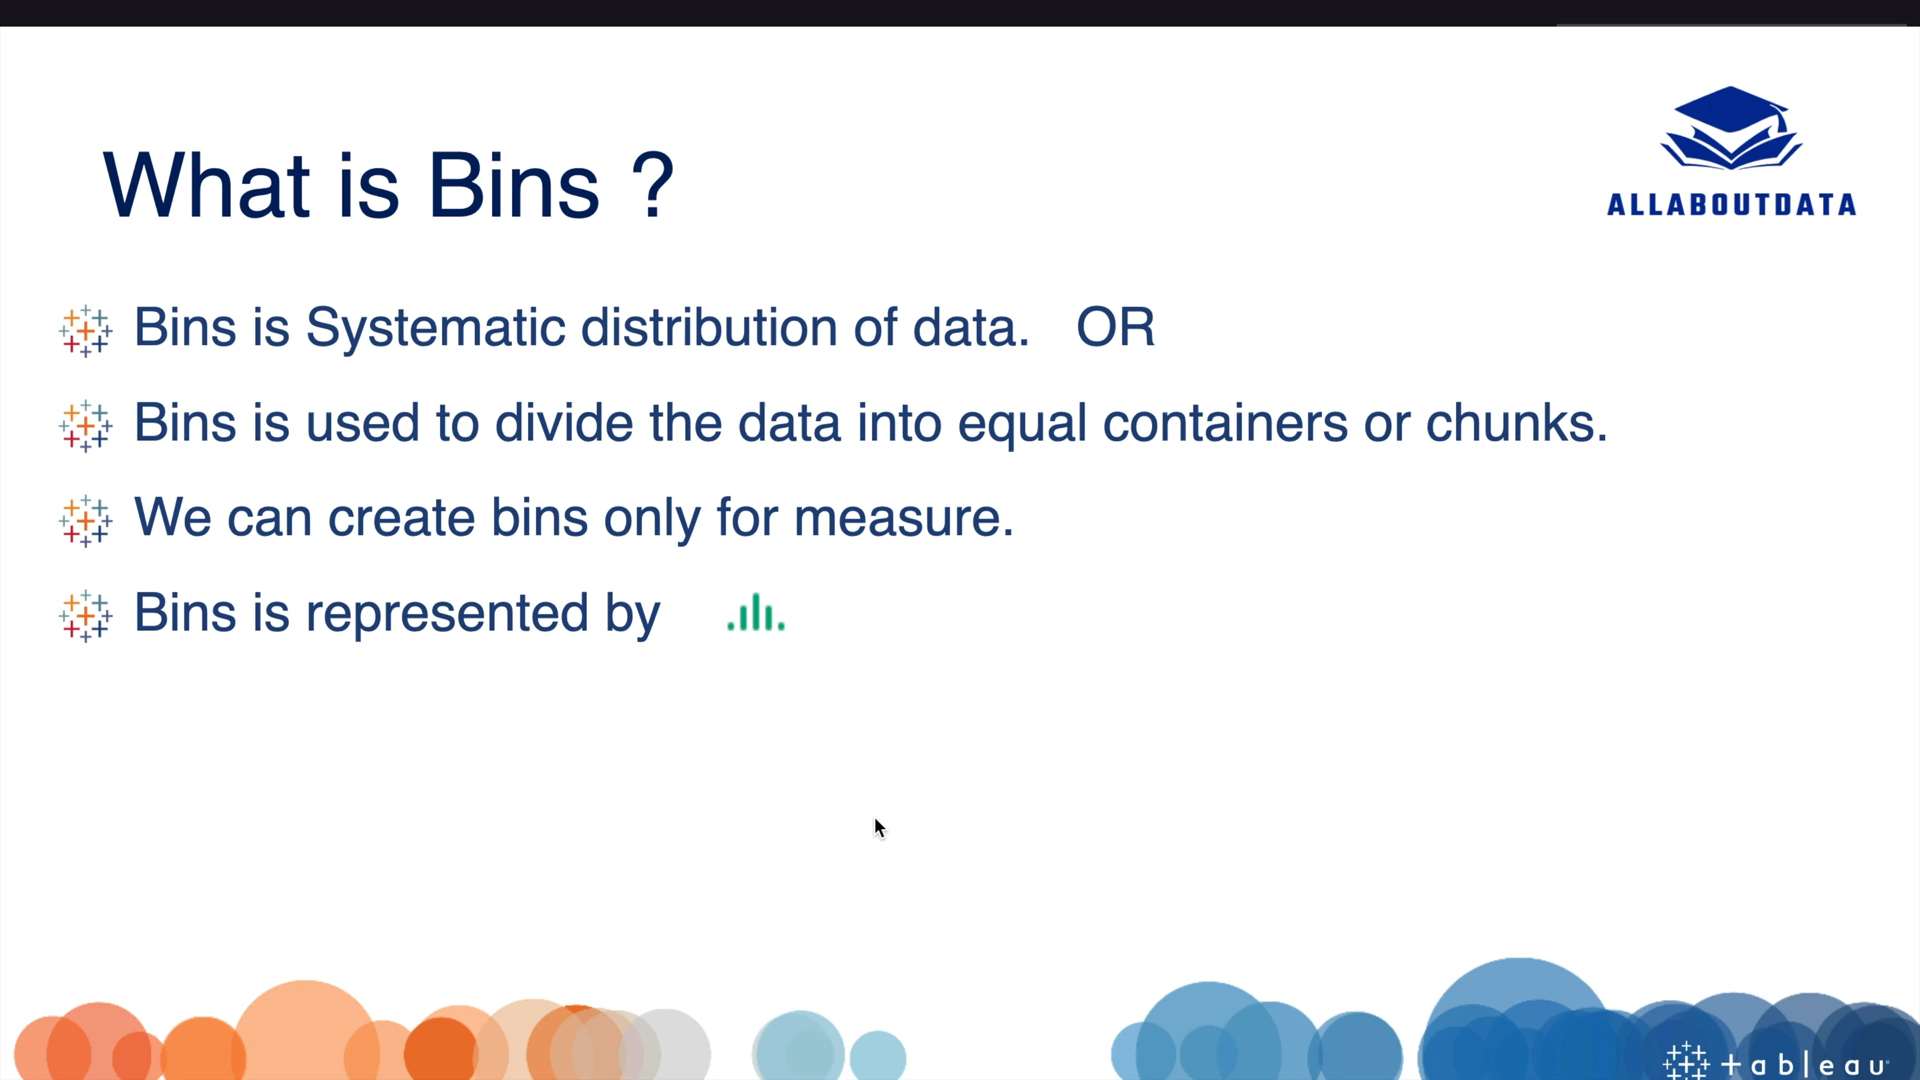 ALLABOUTDATA
What is Bins ?
Bins is Systematic distribution of data. OR
Bins is used to divide the data into equal containers or chunks.
We can create bins only for measure.
Bins is represented by
+ableau